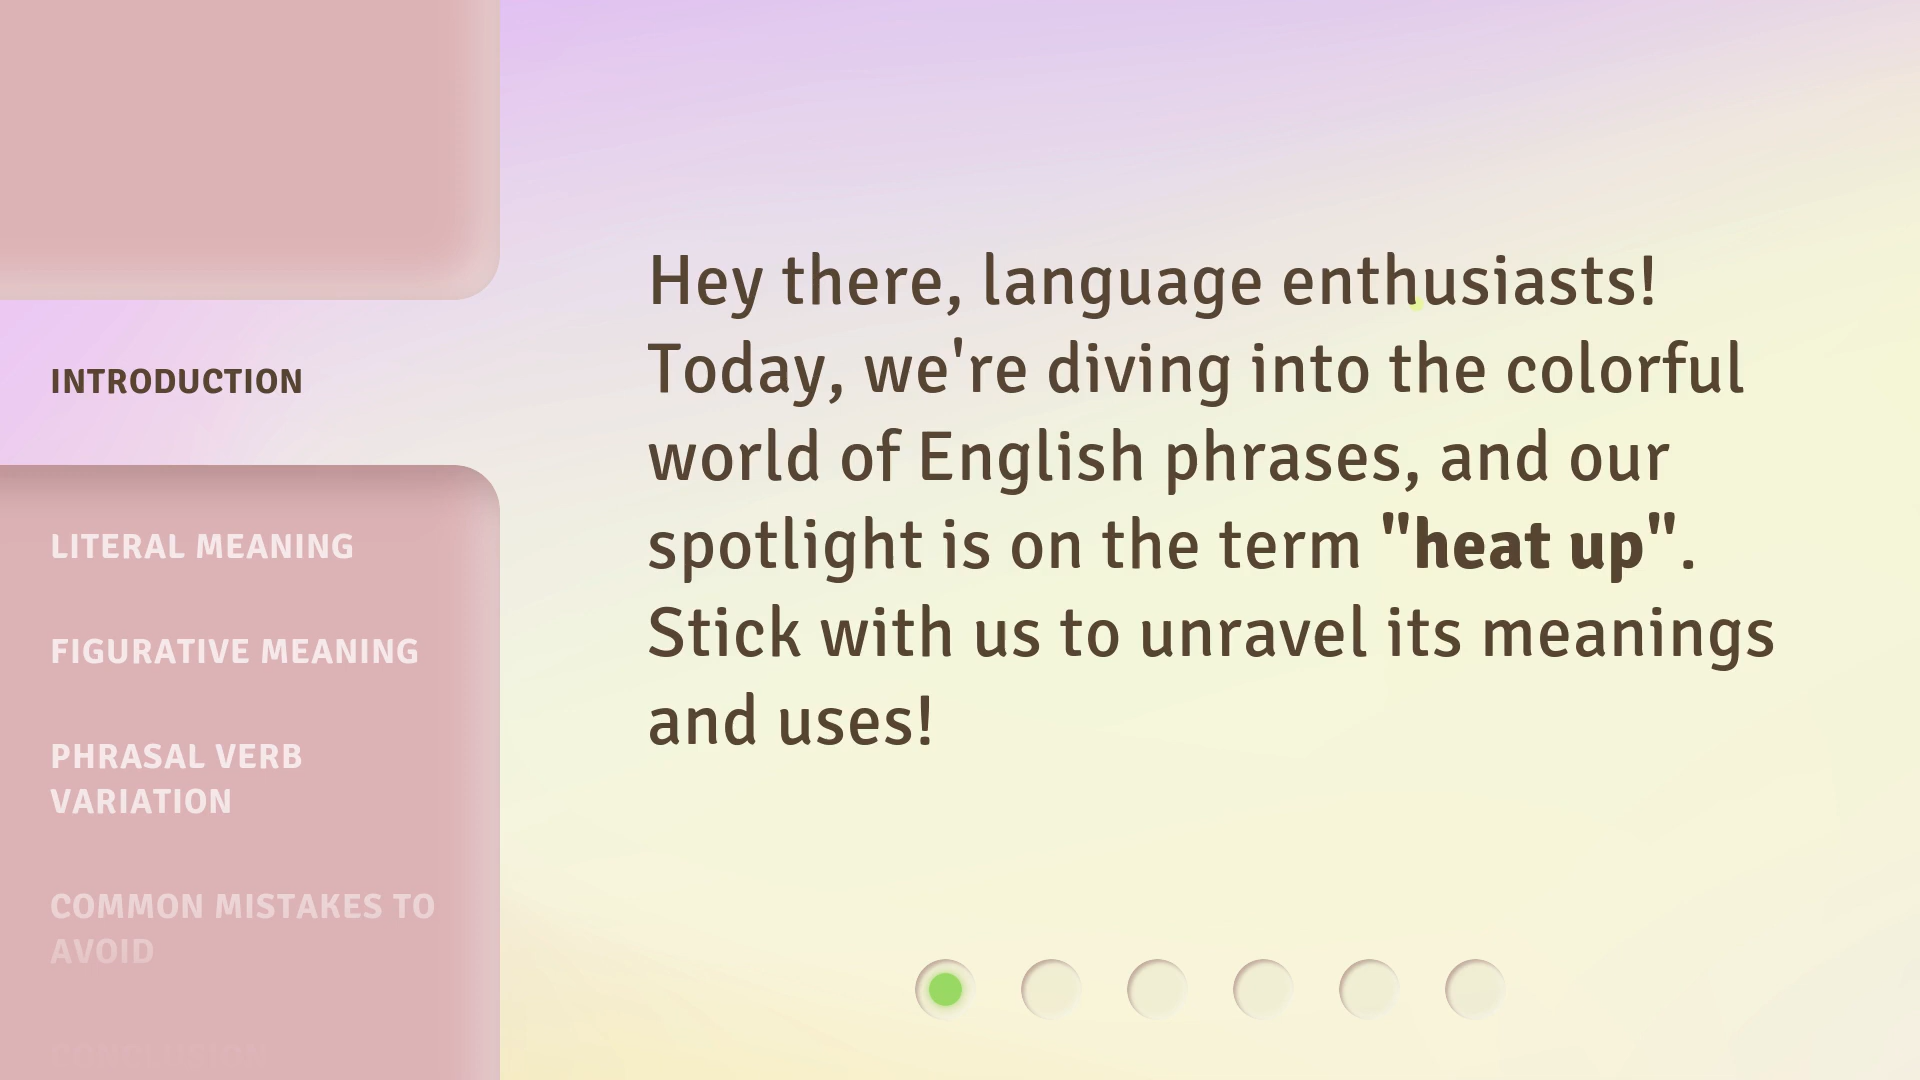 INTRODUCTION
LITERAL MEANING
FIGURATIVE MEANING
PHRASAL VERB
VARIATION
COMMON MISTAKES TO
AVOID
CONCLUSION
Hey there, language enthusiasts!
Today, we're diving into the colorful
world of English phrases, and our
spotlight is on the term "heat up".
Stick with us to unravel its meanings
and uses!